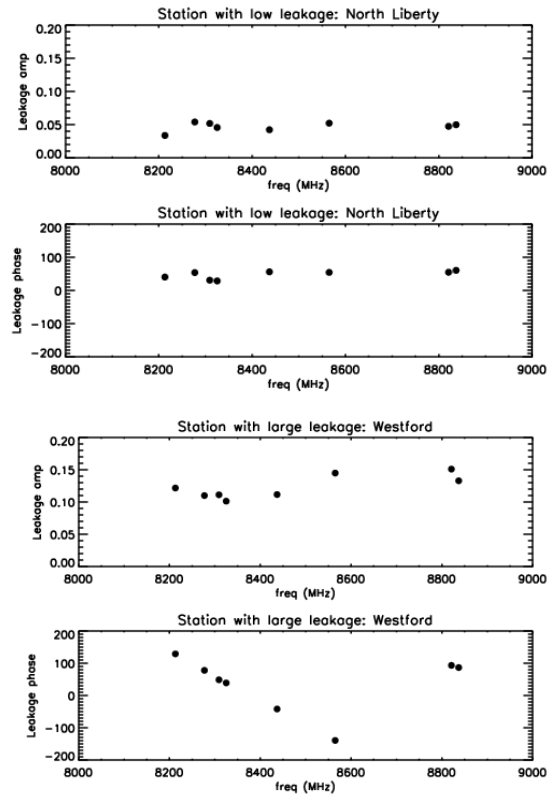 Station with low leakage: North Liberty
0.20
0.15
0.10
0.05
0.00
Leakage amp
8000 8200 8400 8600 8800 9000
freq (MHz)
Station with low leakage: North Liberty
200
100
0
−100
−200
Leakage phase
8000 8200 8400 8600 8800 9000
freq (MHz)
Station with large leakage: Westford
0.20
0.15
0.10
0.05
0.00
Leakage amp
8000 8200 8400 8600 8800 9000
freq (MHz)
Station with large leakage: Westford
200
100
0
−100
−200
Leakage phase
8000 8200 8400 8600 8800 9000
freq (MHz)